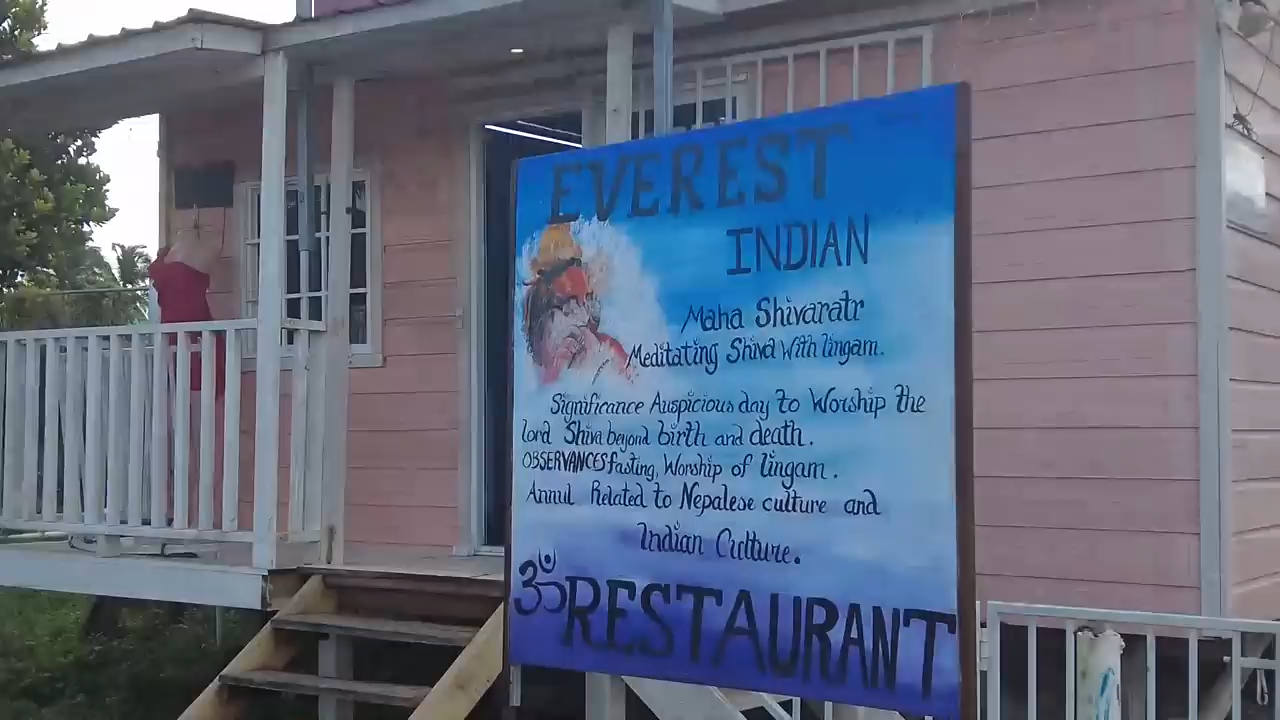 EVEREST
INDIAN
Maha Shivaratr
Meditating Shiva With lingam.
Significance Auspicious day to Worship the
lord Shiva beyond birth and death.
OBSERVANCES fasting, Worship of lingam.
Annul Related to Nepalese culture and
Indian Culture.
ॐ RESTAURANT